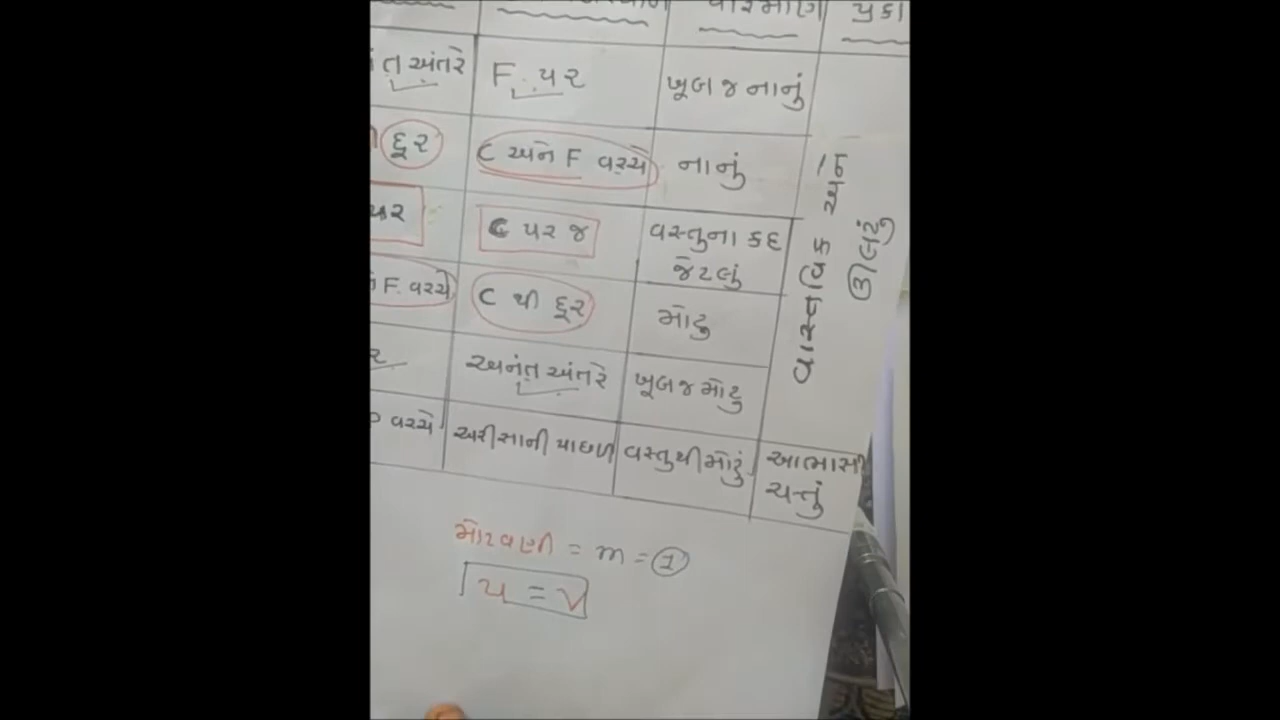 પરિમાણ
ત અંતરે F પર ખૂબ જ નાનું
દૂર C અને F વચ્ચે નાનું
પર C પર જ વસ્તુના કદ
જેટલું
F વચ્ચે C થી દૂર મોટુ
અનંત અંતરે ખૂબ જ મોટુ
વાસ્તવિક અને
ઊલટું
વચ્ચે અરીસાની પાછળ વસ્તુથી મોટું આભાસી
ચત્તું
મોટવણી = m = 1
u = v